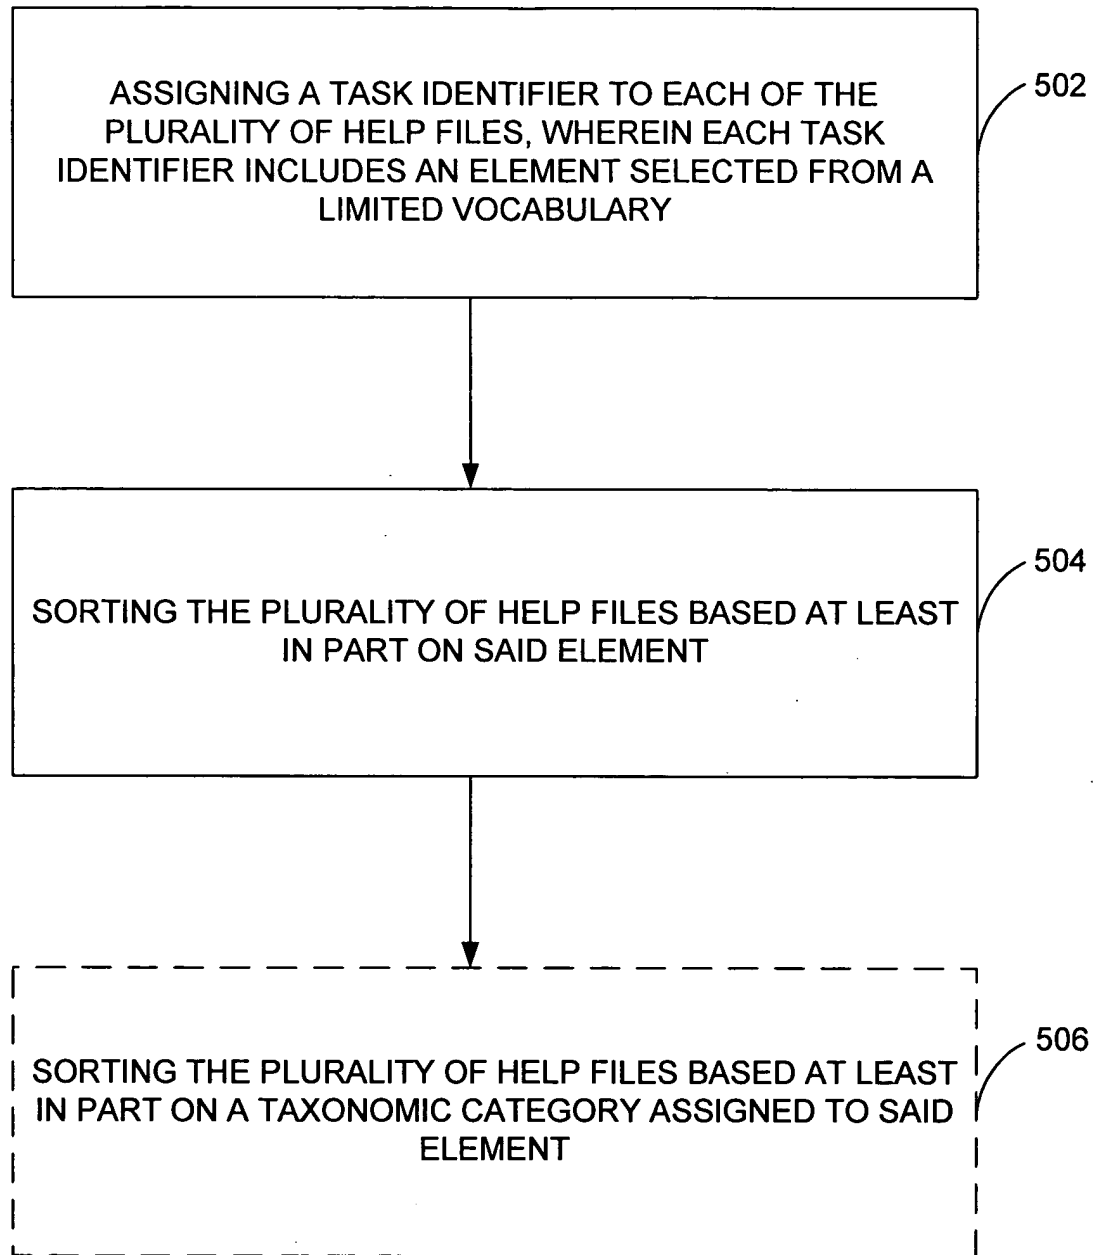 ASSIGNING A TASK IDENTIFIER TO EACH OF THE
PLURALITY OF HELP FILES, WHEREIN EACH TASK
IDENTIFIER INCLUDES AN ELEMENT SELECTED FROM A
LIMITED VOCABULARY
502
SORTING THE PLURALITY OF HELP FILES BASED AT LEAST
IN PART ON SAID ELEMENT
504
SORTING THE PLURALITY OF HELP FILES BASED AT LEAST
IN PART ON A TAXONOMIC CATEGORY ASSIGNED TO SAID
ELEMENT
506